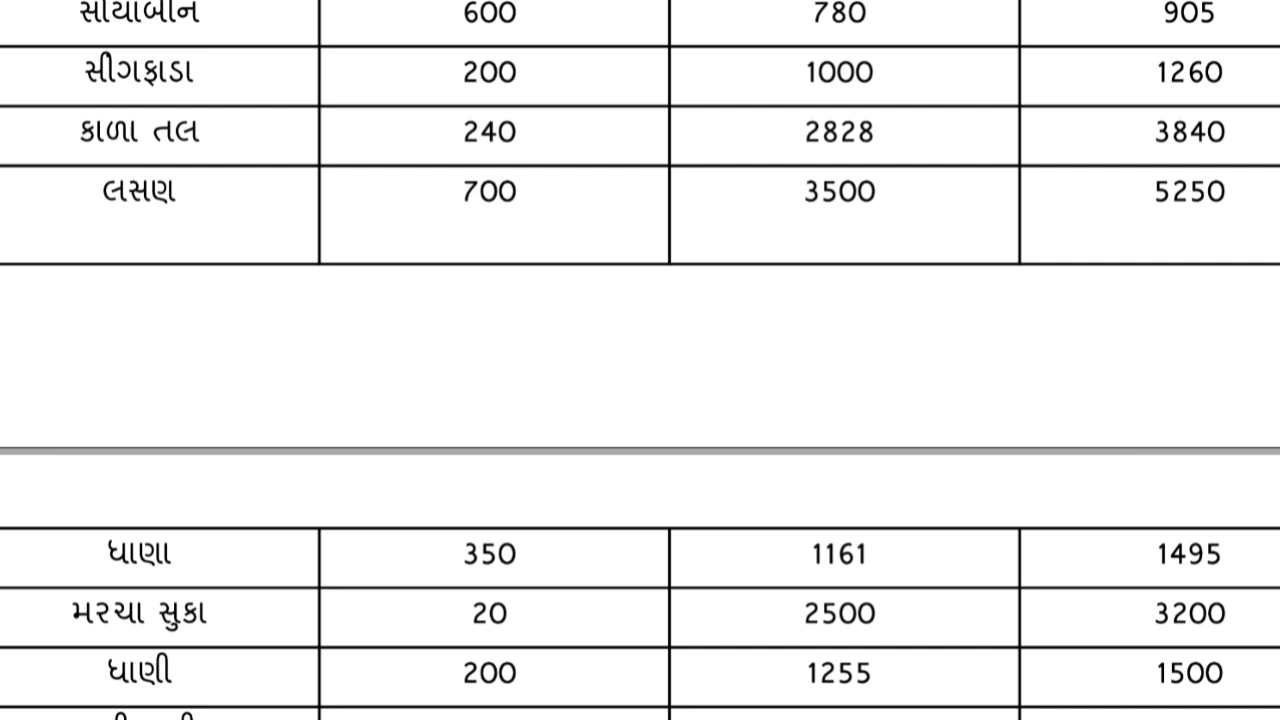 સોયાબીન 600 780 905
સીંગફાડા 200 1000 1260
કાળા તલ 240 2828 3840
લસણ 700 3500 5250
ધાણા 350 1161 1495
મરચા સુકા 20 2500 3200
ધાણી 200 1255 1500